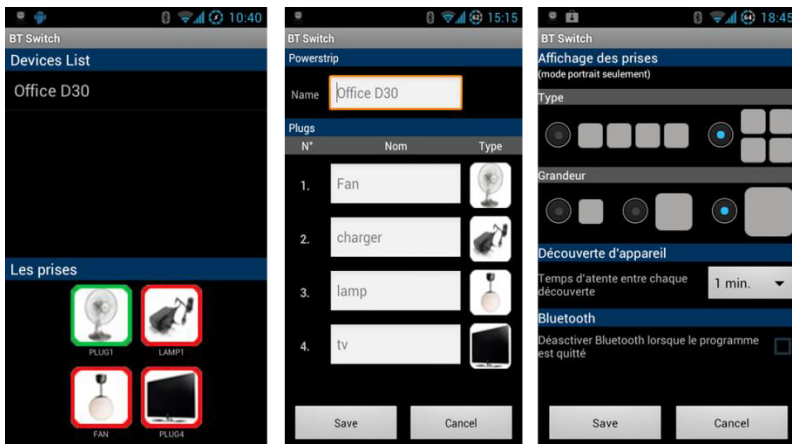 10:40
BT Switch
Devices List
Office D30
Les prises
PLUG1 LAMP1
FAN PLUG4
62 15:15
BT Switch
Powerstrip
Name Office D30
Plugs
N° Nom Type
1. Fan
2. charger
3. lamp
4. tv
Save Cancel
64 18:45
BT Switch
Affichage des prises
(mode portrait seulement)
Type
Grandeur
Découverte d'appareil
Temps d'atente entre chaque
découverte
1 min.
Bluetooth
Déasctiver Bluetooth lorsque le programme
est quitté
Save Cancel